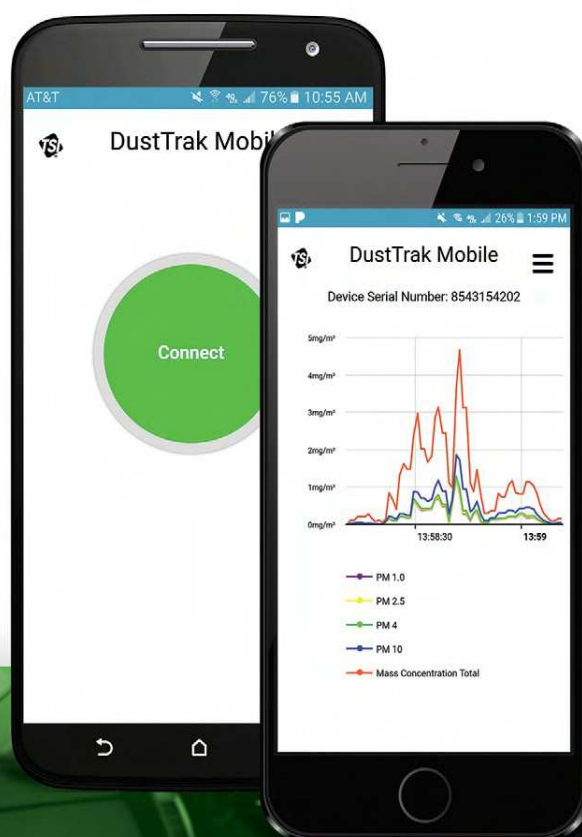 AT&T 76% 10:55 AM
TSI DustTrak Mobil
Connect
26% 1:59 PM
TSI DustTrak Mobile
Device Serial Number: 8543154202
5mg/m³
4mg/m³
3mg/m³
2mg/m³
1mg/m³
0mg/m³
13:58:30 13:59
PM 1.0
PM 2.5
PM 4
PM 10
Mass Concentration Total